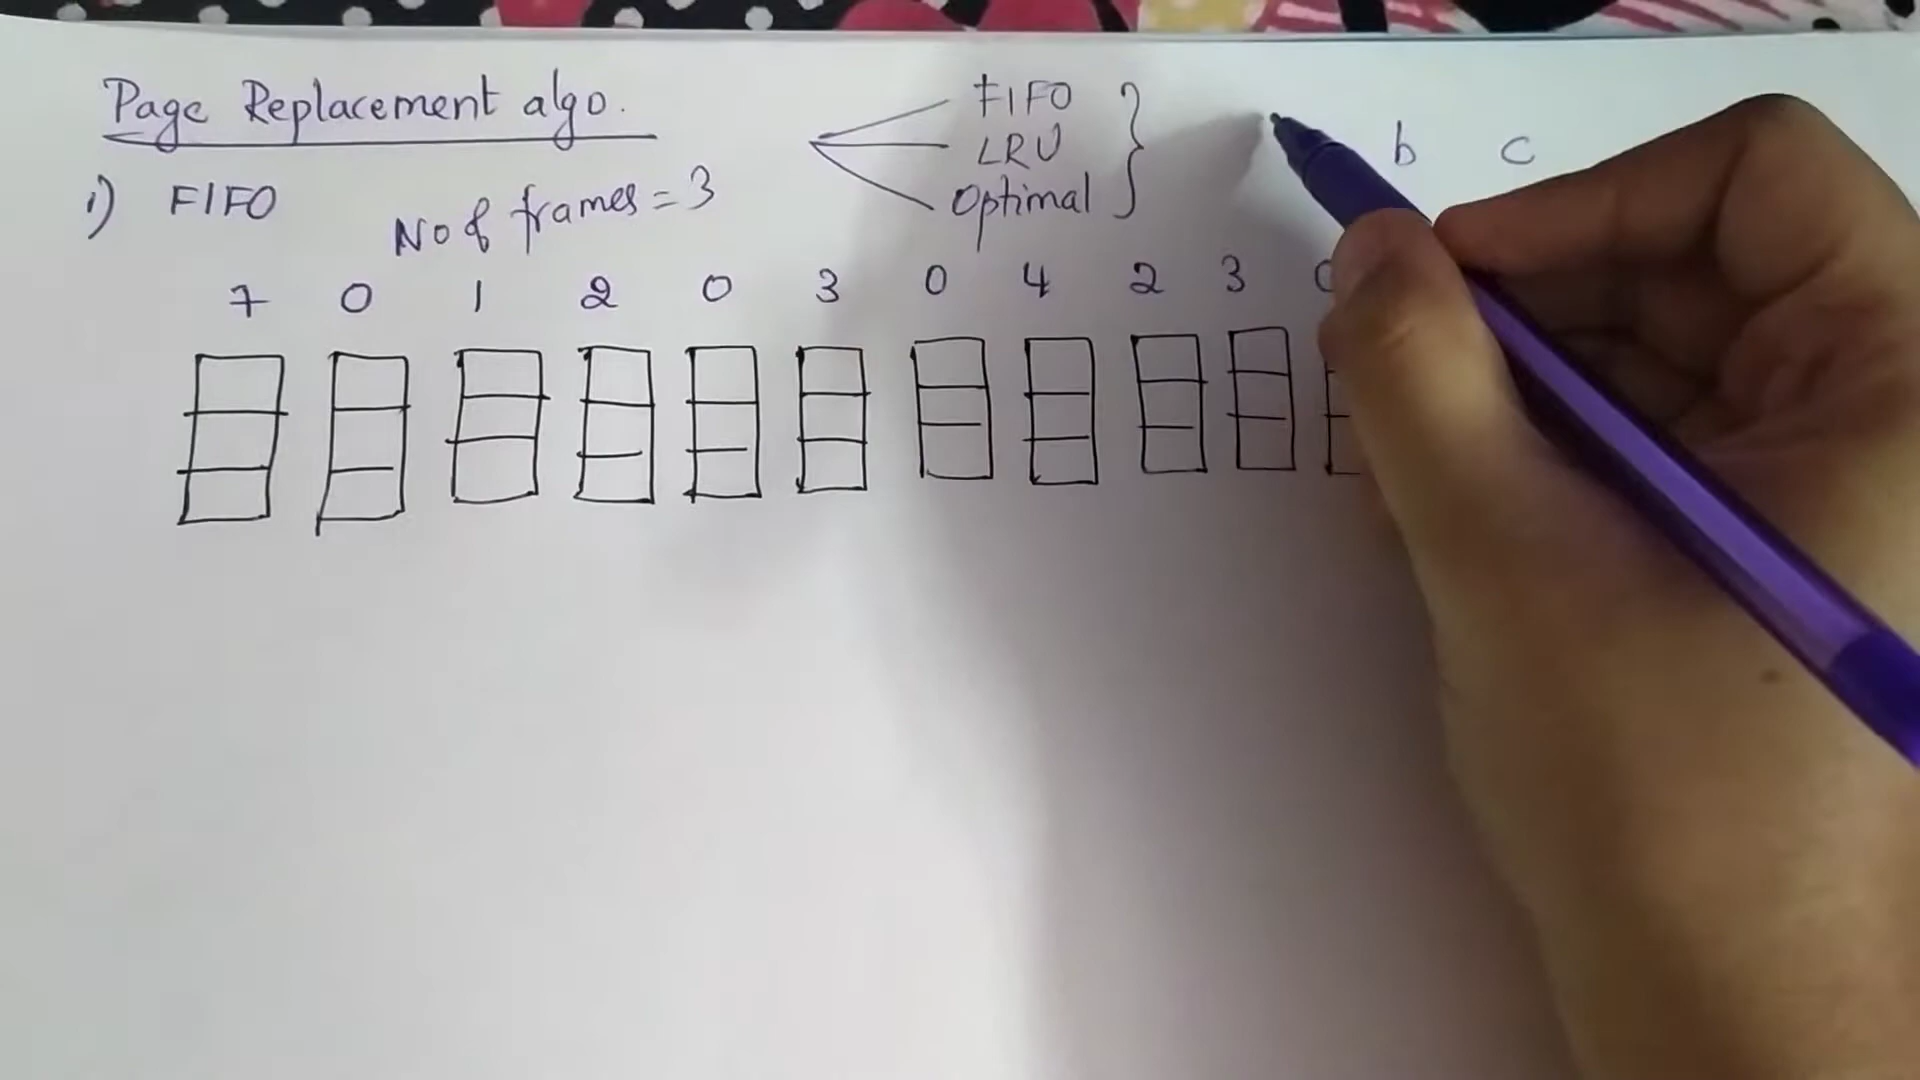 Page Replacement algo.
FIFO
LRU
Optimal
b c
1) FIFO
No of frames = 3
7 0 1 2 0 3 0 4 2 3